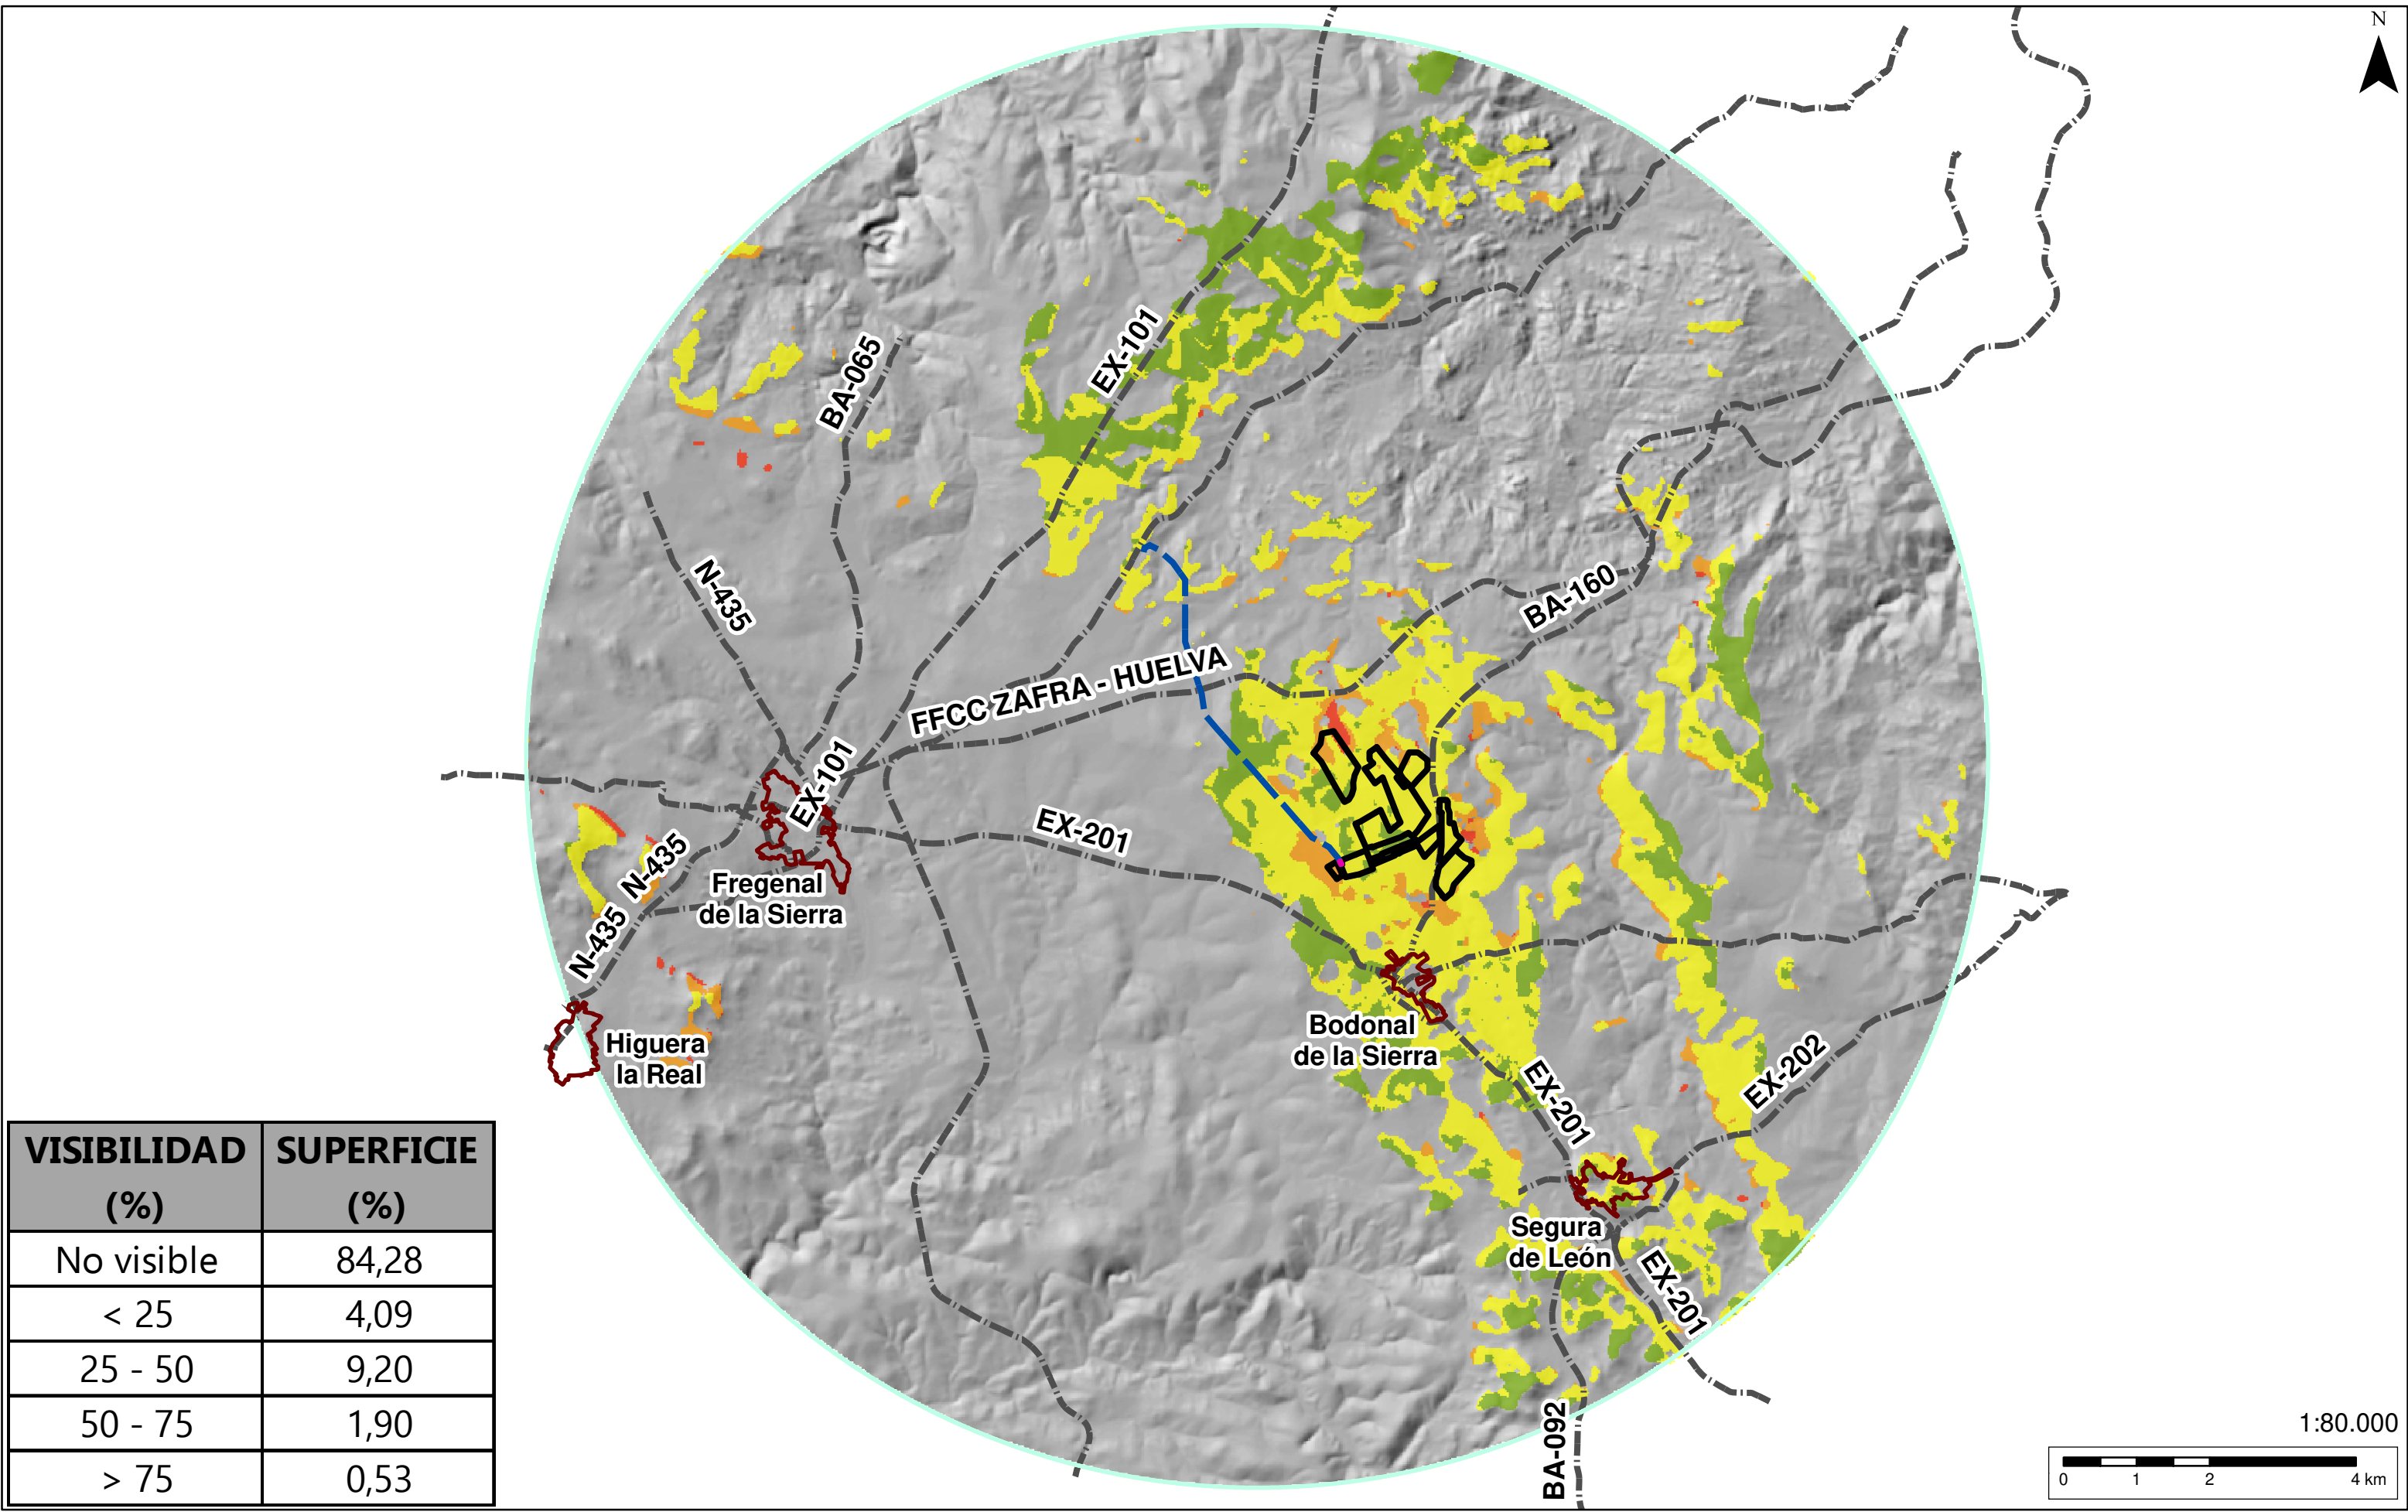 N
EX-101
BA-065
N-435
BA-160
FFCC ZAFRA - HUELVA
EX-101
EX-201
N-435
Fregenal
de la Sierra
N-435
Higuera
la Real
Bodonal
de la Sierra
EX-201
EX-202
Segura
de León
EX-201
BA-092
VISIBILIDAD (%) SUPERFICIE (%)
No visible 84,28
< 25 4,09
25 - 50 9,20
50 - 75 1,90
> 75 0,53
1:80.000
0 1 2 4 km